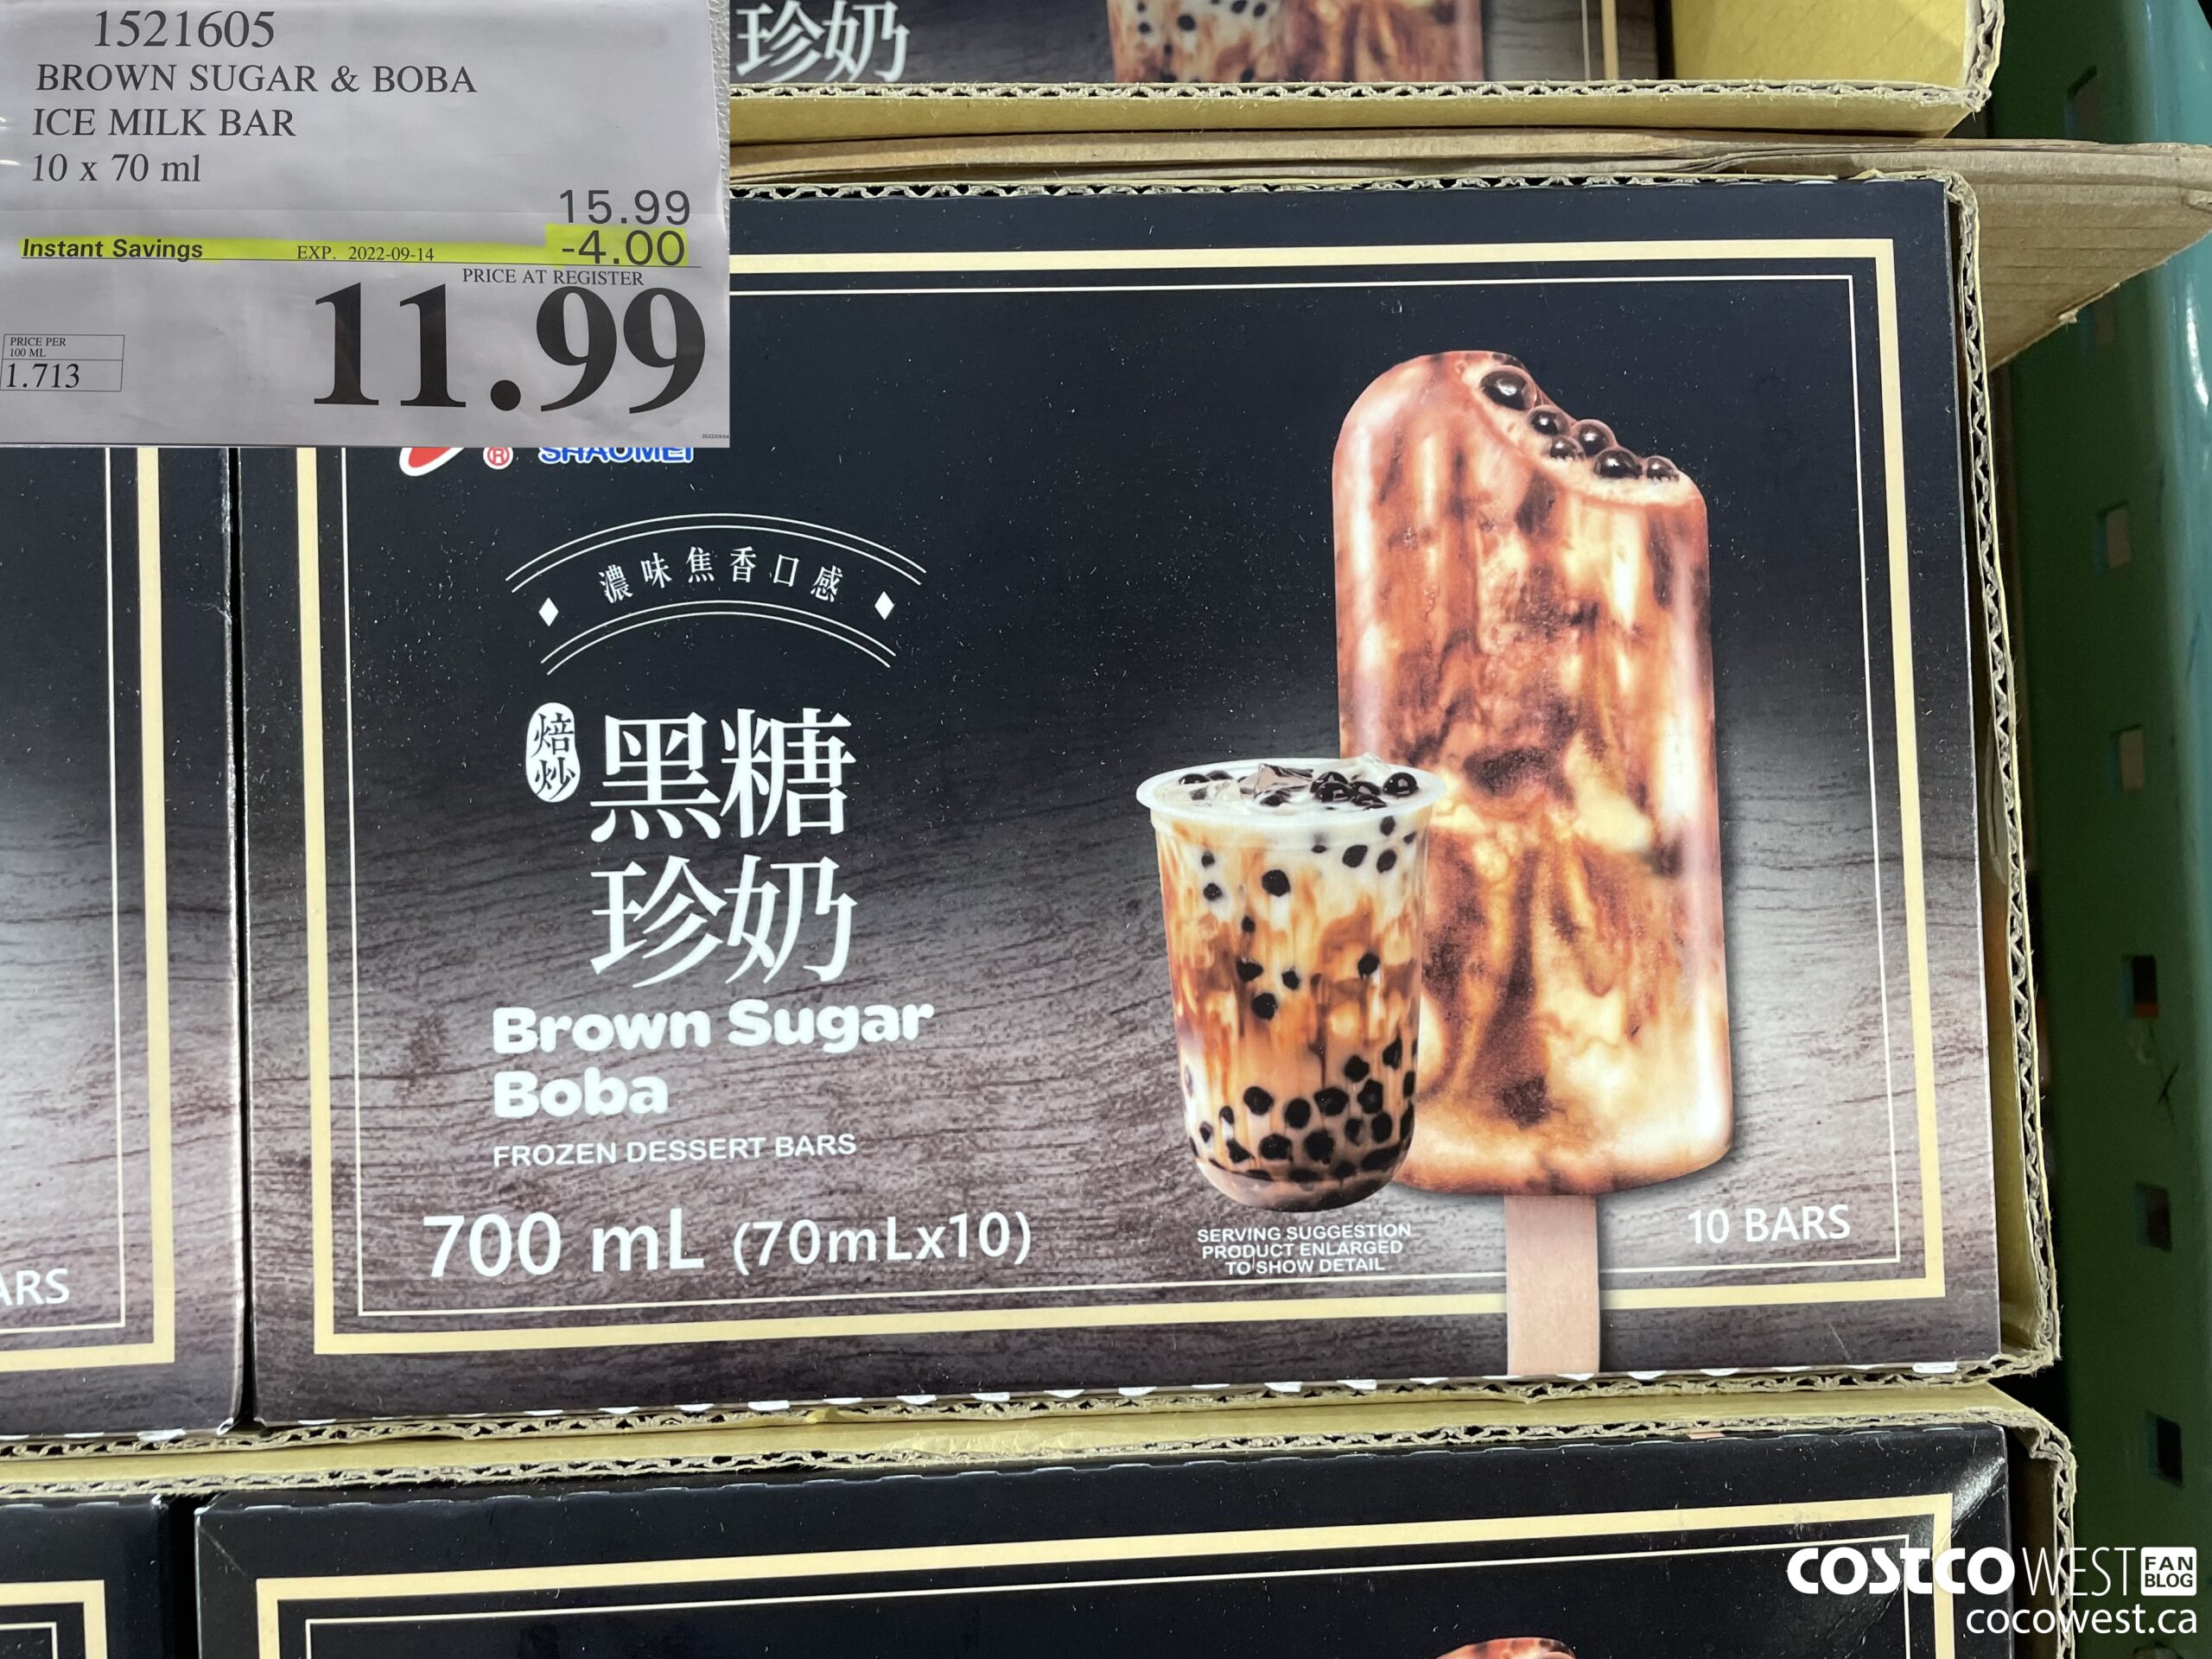 1521605
BROWN SUGAR & BOBA
ICE MILK BAR
10 x 70 ml
15.99
Instant Savings EXP. 2022-09-14 -4.00
PRICE AT REGISTER
11.99
PRICE PER
100 ML
1.713
珍奶
® SHAOMEI
濃味焦香口感
焙炒
黑糖
珍奶
Brown Sugar
Boba
FROZEN DESSERT BARS
700 mL (70mLx10)
SERVING SUGGESTION
PRODUCT ENLARGED
TO SHOW DETAIL
10 BARS
ARS
COSTCO WEST FAN BLOG
cocowest.ca